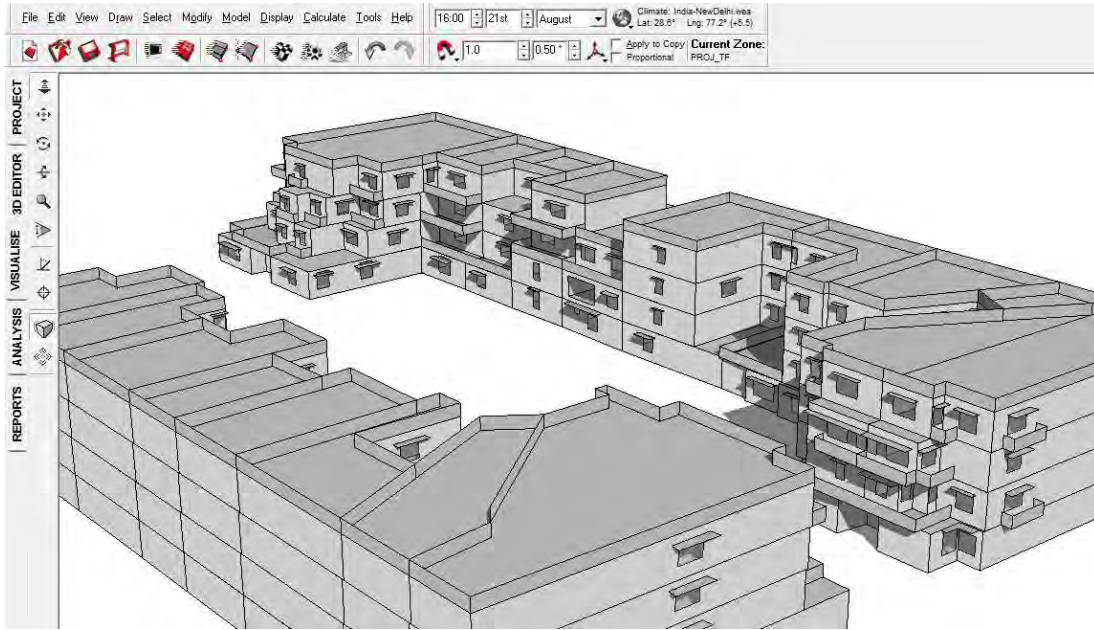 File Edit View Draw Select Modify Model Display Calculate Tools Help
16:00 21st August
Climate: India-NewDelhi.wea
Lat: 28.6° Lng: 77.2° (+5.5)
1.0 0.50 °
Apply to Copy
Proportional
Current Zone:
PROJ_TF
PROJECT
3D EDITOR
VISUALISE
ANALYSIS
REPORTS